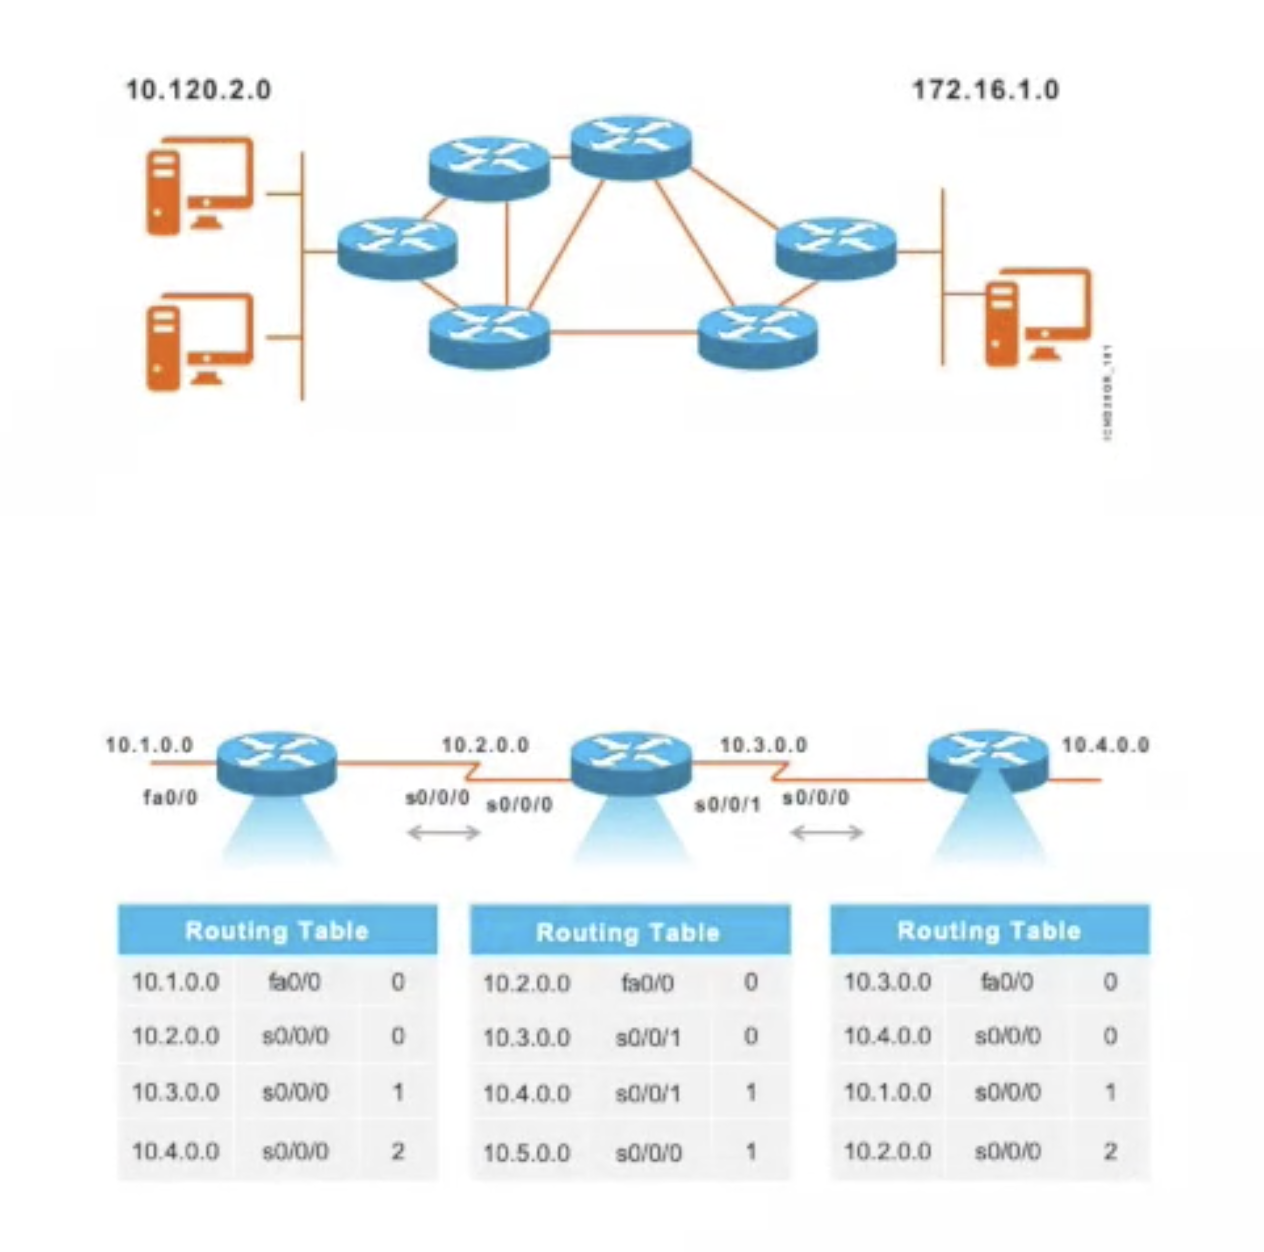 10.120.2.0 172.16.1.0
10.1.0.0 10.2.0.0 10.3.0.0 10.4.0.0
fa0/0 s0/0/0 s0/0/0 s0/0/1 s0/0/0
Routing Table Routing Table Routing Table
10.1.0.0 fa0/0 0 10.2.0.0 fa0/0 0 10.3.0.0 fa0/0 0
10.2.0.0 s0/0/0 0 10.3.0.0 s0/0/1 0 10.4.0.0 s0/0/0 0
10.3.0.0 s0/0/0 1 10.4.0.0 s0/0/1 1 10.1.0.0 s0/0/0 1
10.4.0.0 s0/0/0 2 10.5.0.0 s0/0/0 1 10.2.0.0 s0/0/0 2